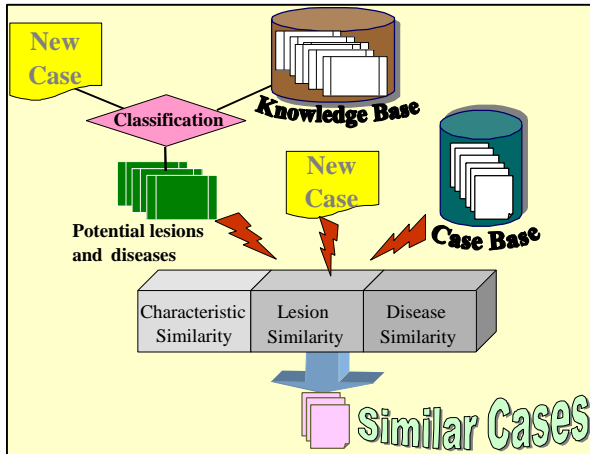 New
Case
Knowledge Base
Classification
New
Case
Potential lesions
and diseases
Case Base
Characteristic
Similarity
Lesion
Similarity
Disease
Similarity
Similar Cases